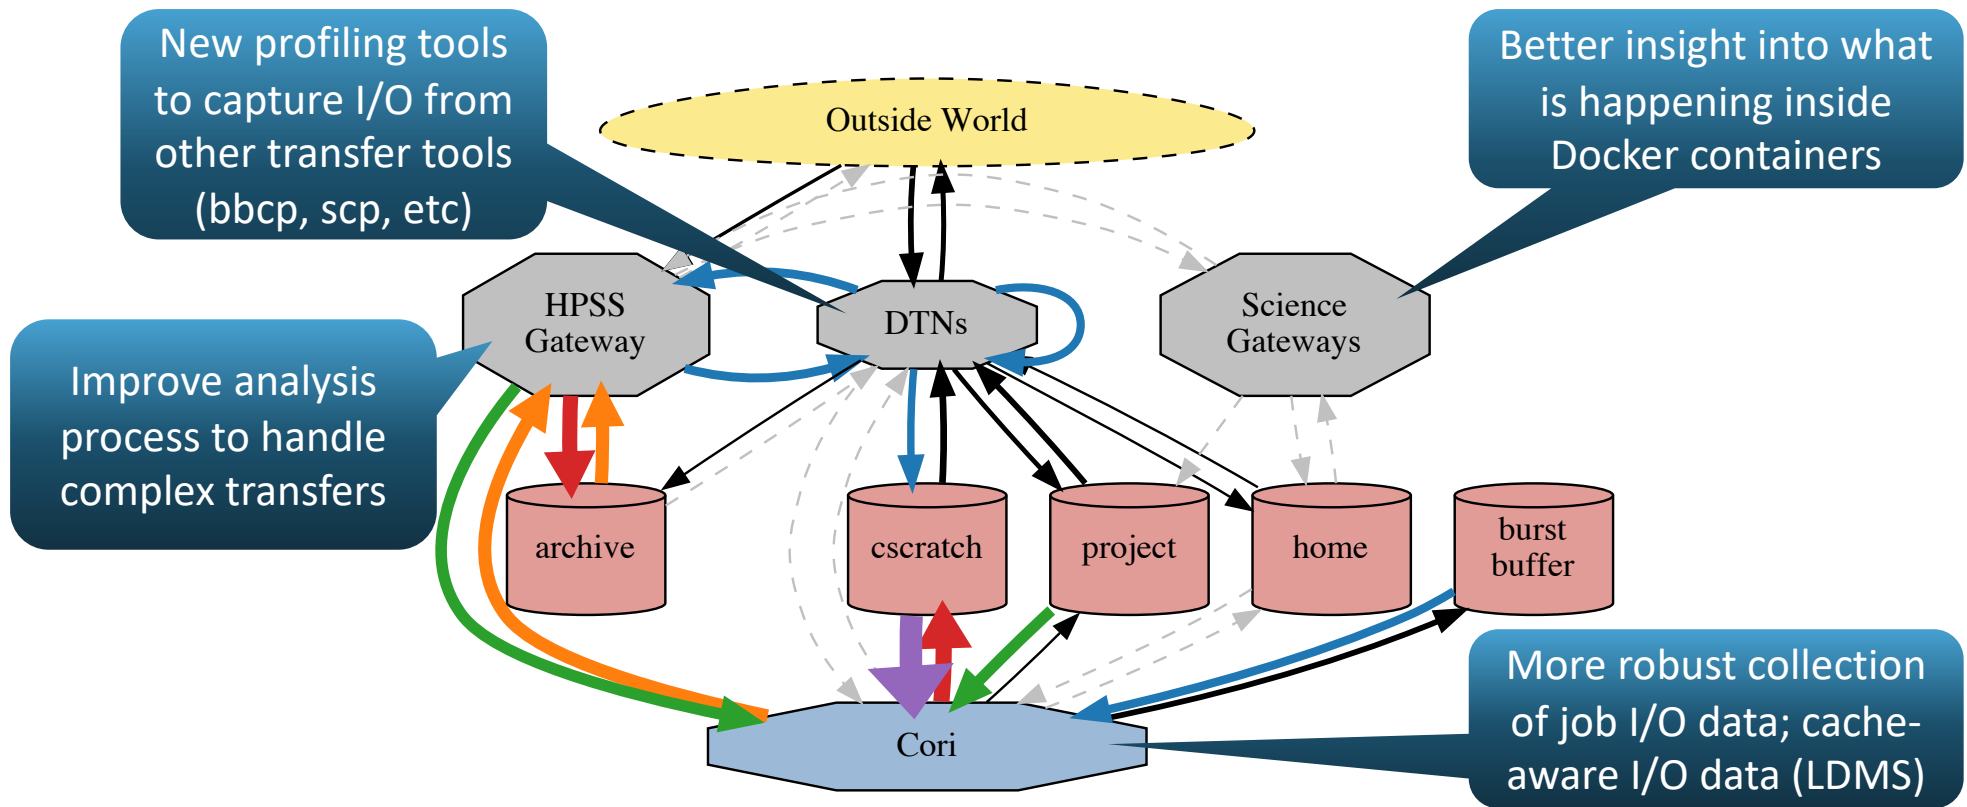 New profiling tools
to capture I/O from
other transfer tools
(bbcp, scp, etc)
Better insight into what
is happening inside
Docker containers
Outside World
HPSS
Gateway
DTNs
Science
Gateways
Improve analysis
process to handle
complex transfers
archive
cscratch
project
home
burst
buffer
More robust collection
of job I/O data; cache-
aware I/O data (LDMS)
Cori